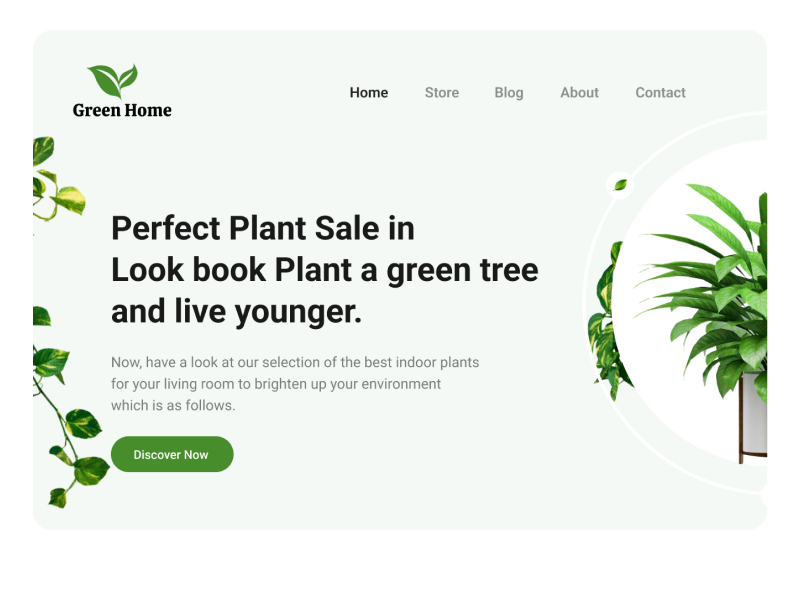 Green Home
Home Store Blog About Contact
Perfect Plant Sale in
Look book Plant a green tree
and live younger.
Now, have a look at our selection of the best indoor plants
for your living room to brighten up your environment
which is as follows.
Discover Now